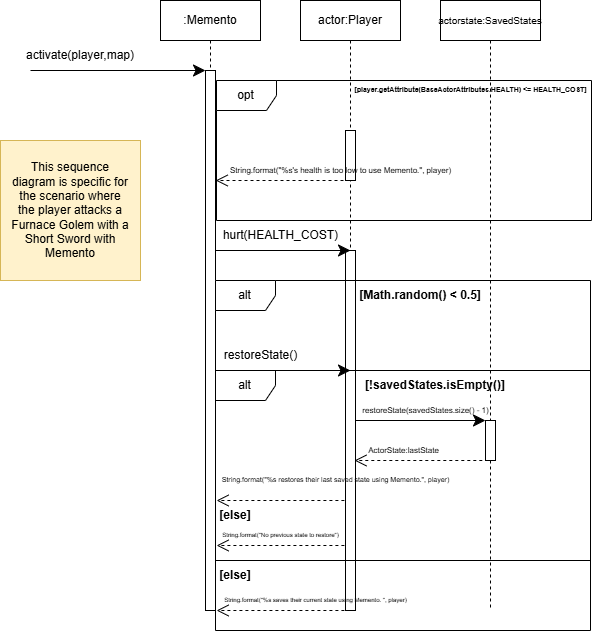 :Memento
actor:Player
actorstate:SavedStates
activate(player,map)
opt
[player.getAttribute(BaseActorAttributes.HEALTH) <= HEALTH_COST]
This sequence
diagram is specific for
the scenario where
the player attacks a
Furnace Golem with a
Short Sword with
Memento
String.format("%s's health is too low to use Memento.", player)
hurt(HEALTH_COST)
alt
[Math.random() < 0.5]
restoreState()
alt
[!savedStates.isEmpty()]
restoreState(savedStates.size() - 1)
ActorState:lastState
String.format("%s restores their last saved state using Memento.", player)
[else]
String.format("No previous state to restore")
[else]
String.format("%s saves their current state using Memento. ", player)